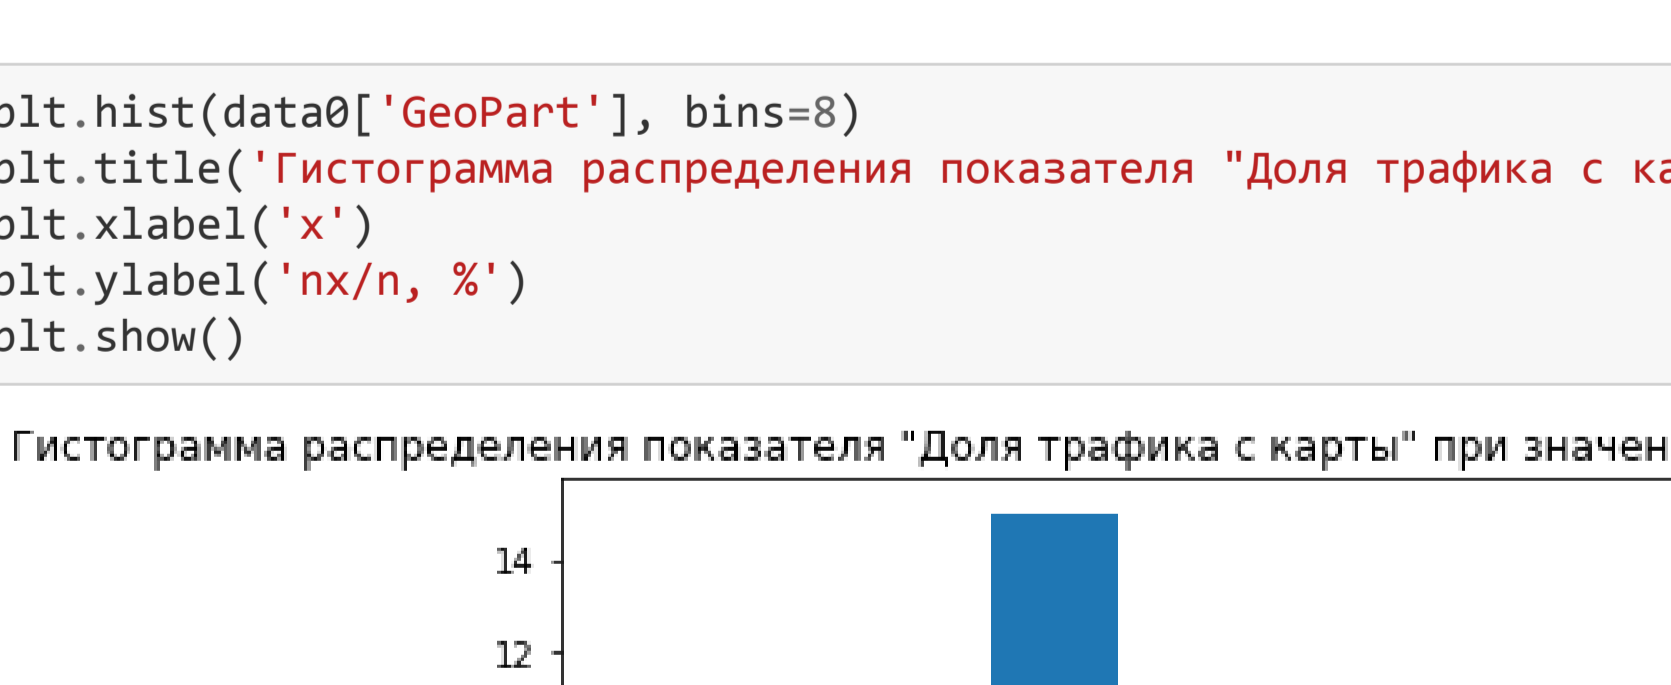 plt.hist(data0['GeoPart'], bins=8)
plt.title('Гистограмма распределения показателя "Доля трафика с ка
plt.xlabel('x')
plt.ylabel('nx/n, %')
plt.show()
Гистограмма распределения показателя "Доля трафика с карты" при значен
14
12